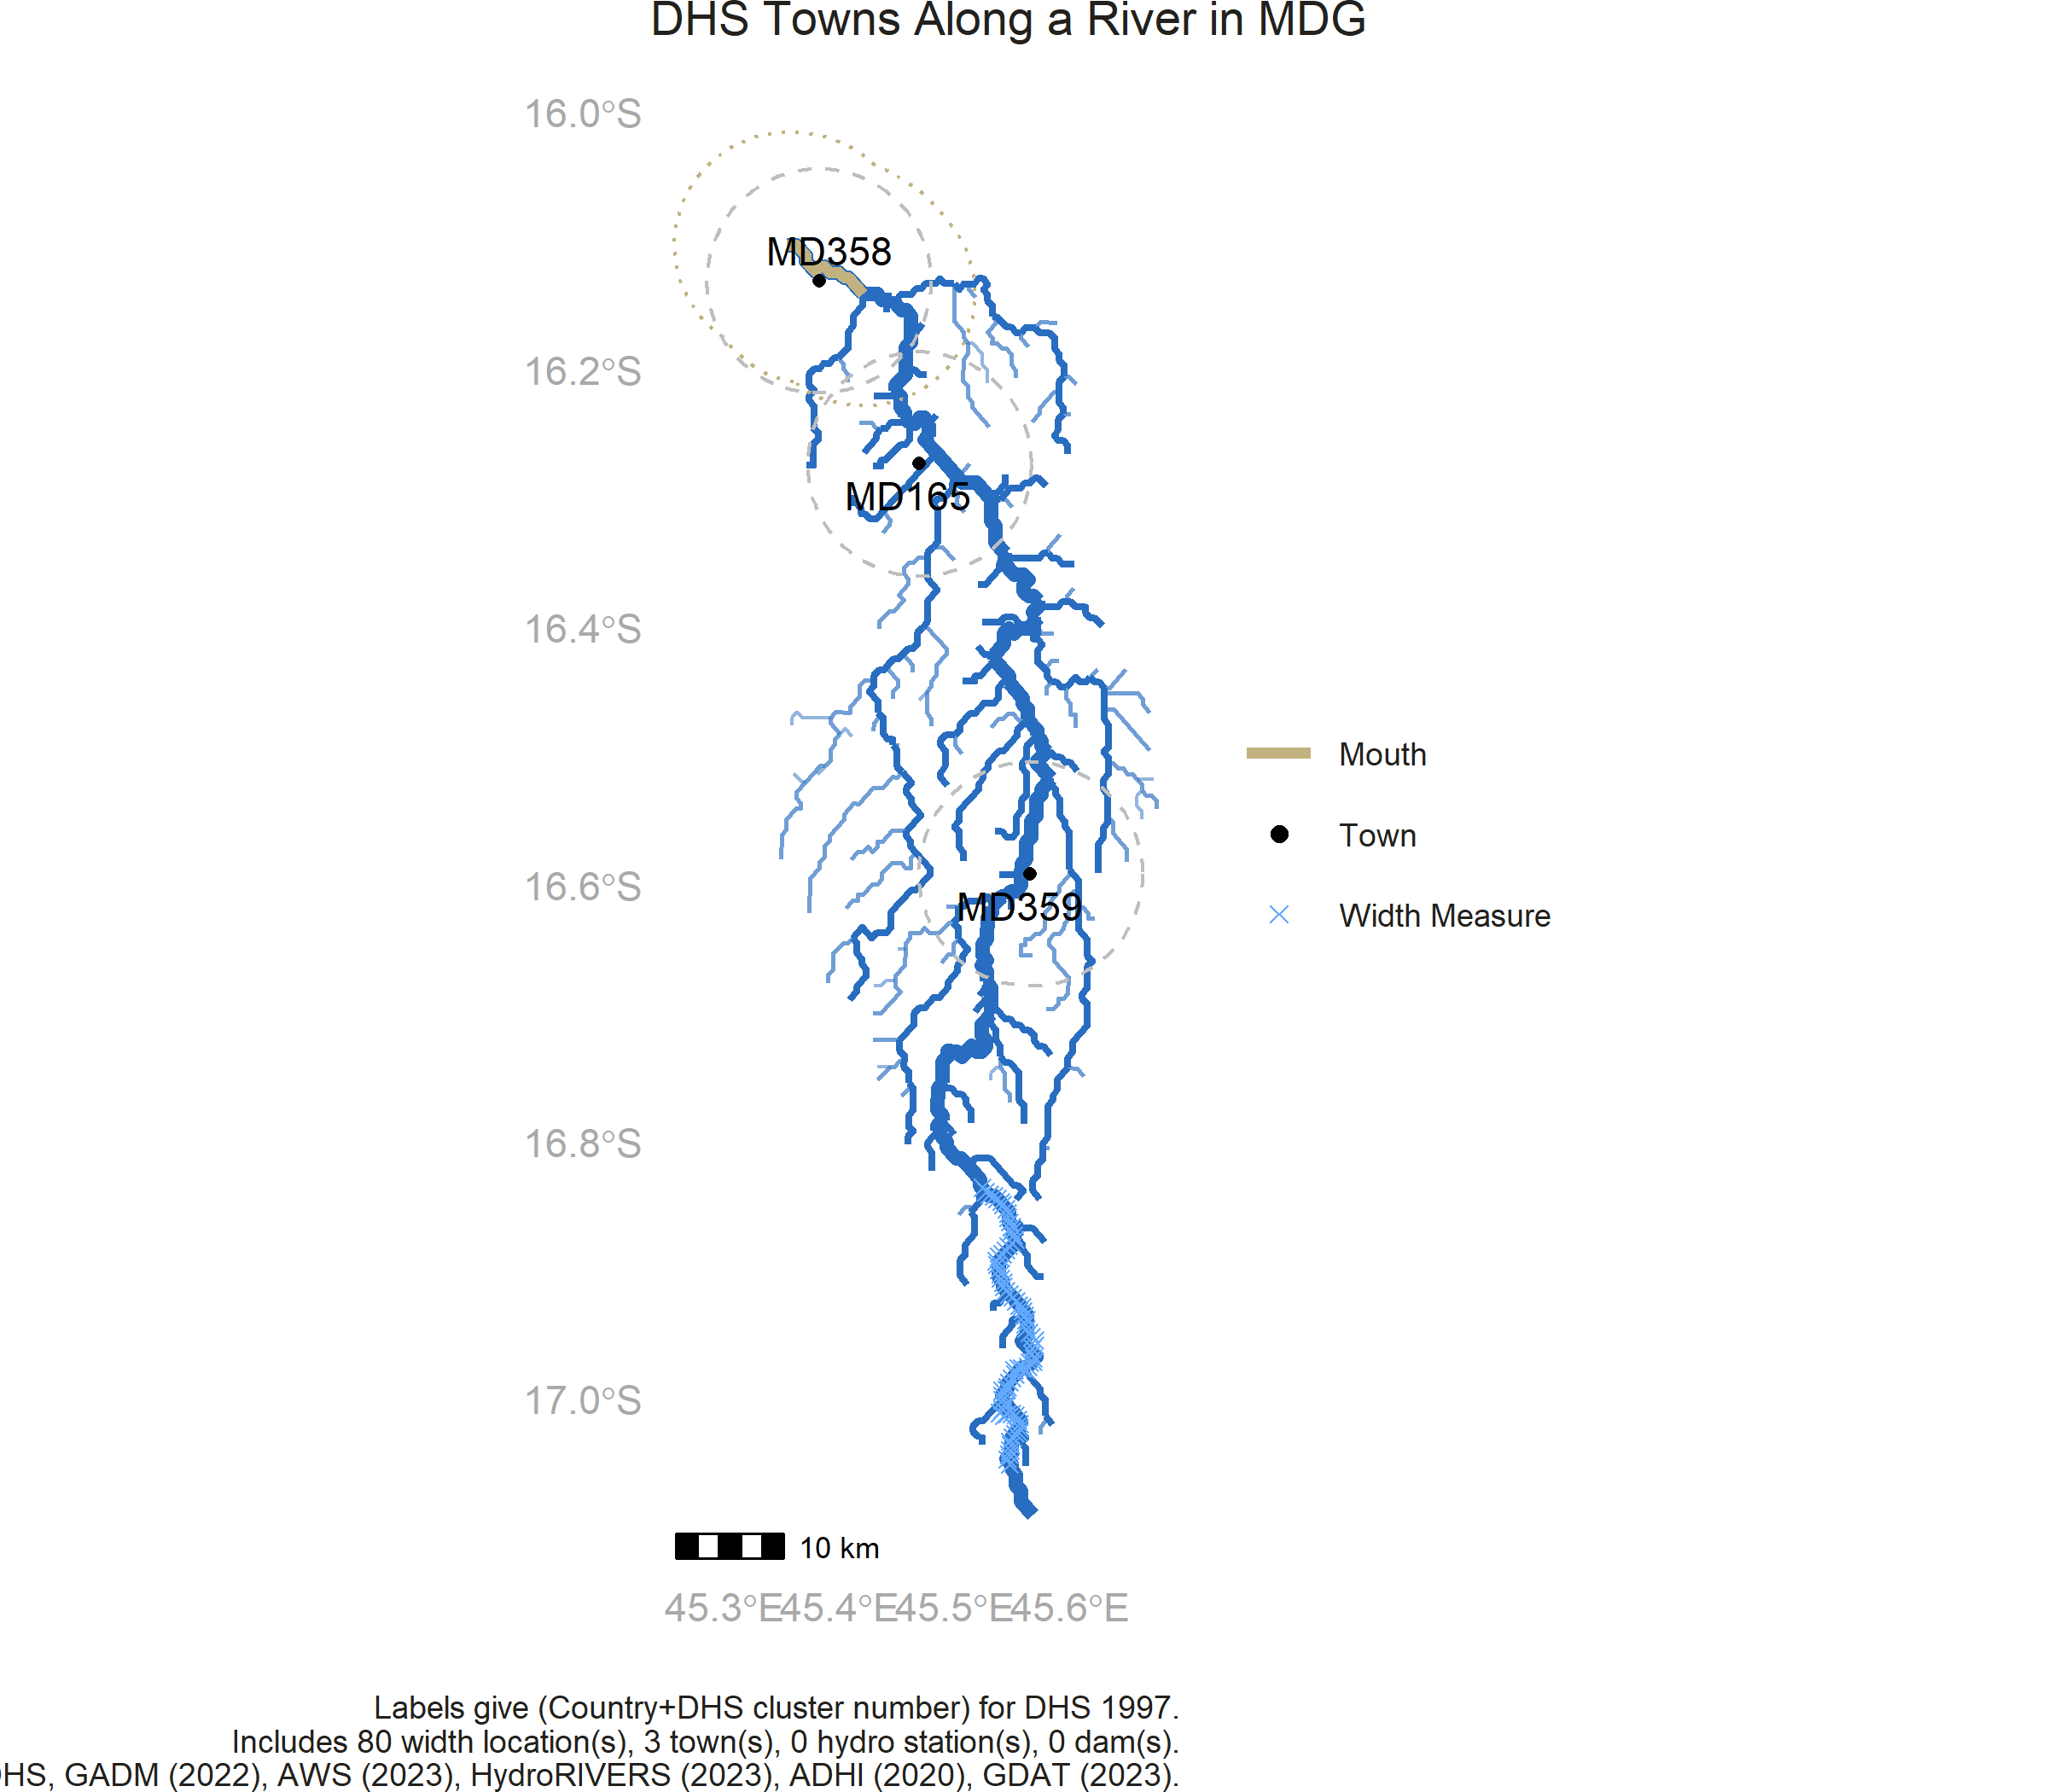 DHS Towns Along a River in MDG
16.0°S
MD358
16.2°S
MD165
16.4°S
Mouth
Town
16.6°S
MD359
Width Measure
16.8°S
17.0°S
10 km
45.3°E 45.4°E 45.5°E 45.6°E
Labels give (Country+DHS cluster number) for DHS 1997.
Includes 80 width location(s), 3 town(s), 0 hydro station(s), 0 dam(s).
HS, GADM (2022), AWS (2023), HydroRIVERS (2023), ADHI (2020), GDAT (2023).